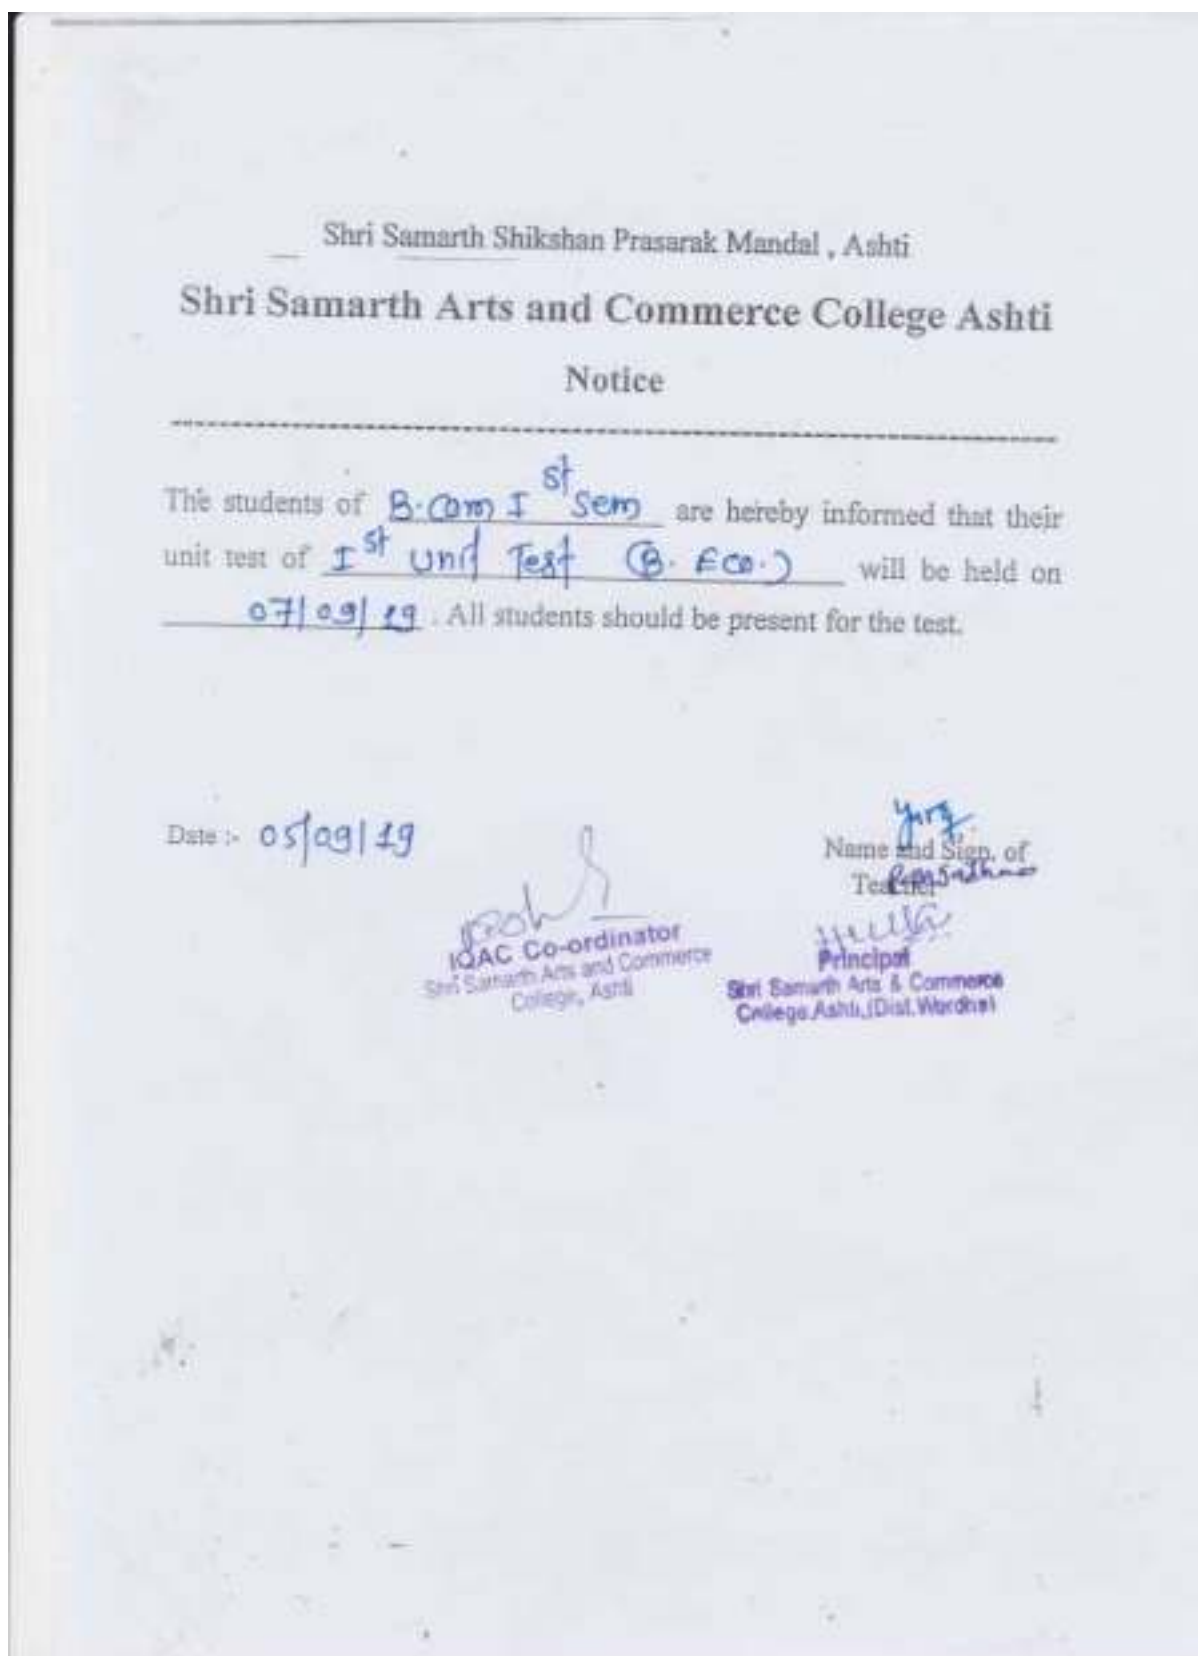 Shri Samarth Shikshan Prasarak Mandal , Ashti
Shri Samarth Arts and Commerce College Ashti
Notice
The students of B.Com I st Sem are hereby informed that their
unit test of I st Unit Test (B. Eco.) will be held on
07/09/19 . All students should be present for the test.
Date :- 05/09/19
Name and Sign. of
Teacher
IQAC Co-ordinator
Shri Samarth Arts and Commerce
College, Ashti
Principal
Shri Samarth Arts & Commerce
College Ashti,(Dist.Wardha)